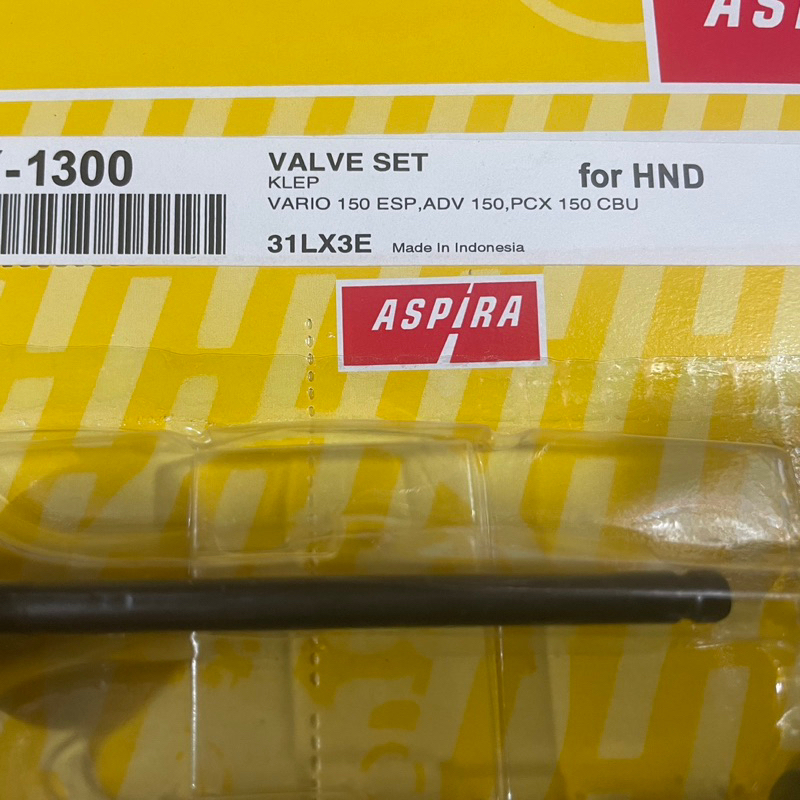 -1300
VALVE SET
for HND
KLEP
VARIO 150 ESP,ADV 150,PCX 150 CBU
31LX3E Made In Indonesia
ASPIRA